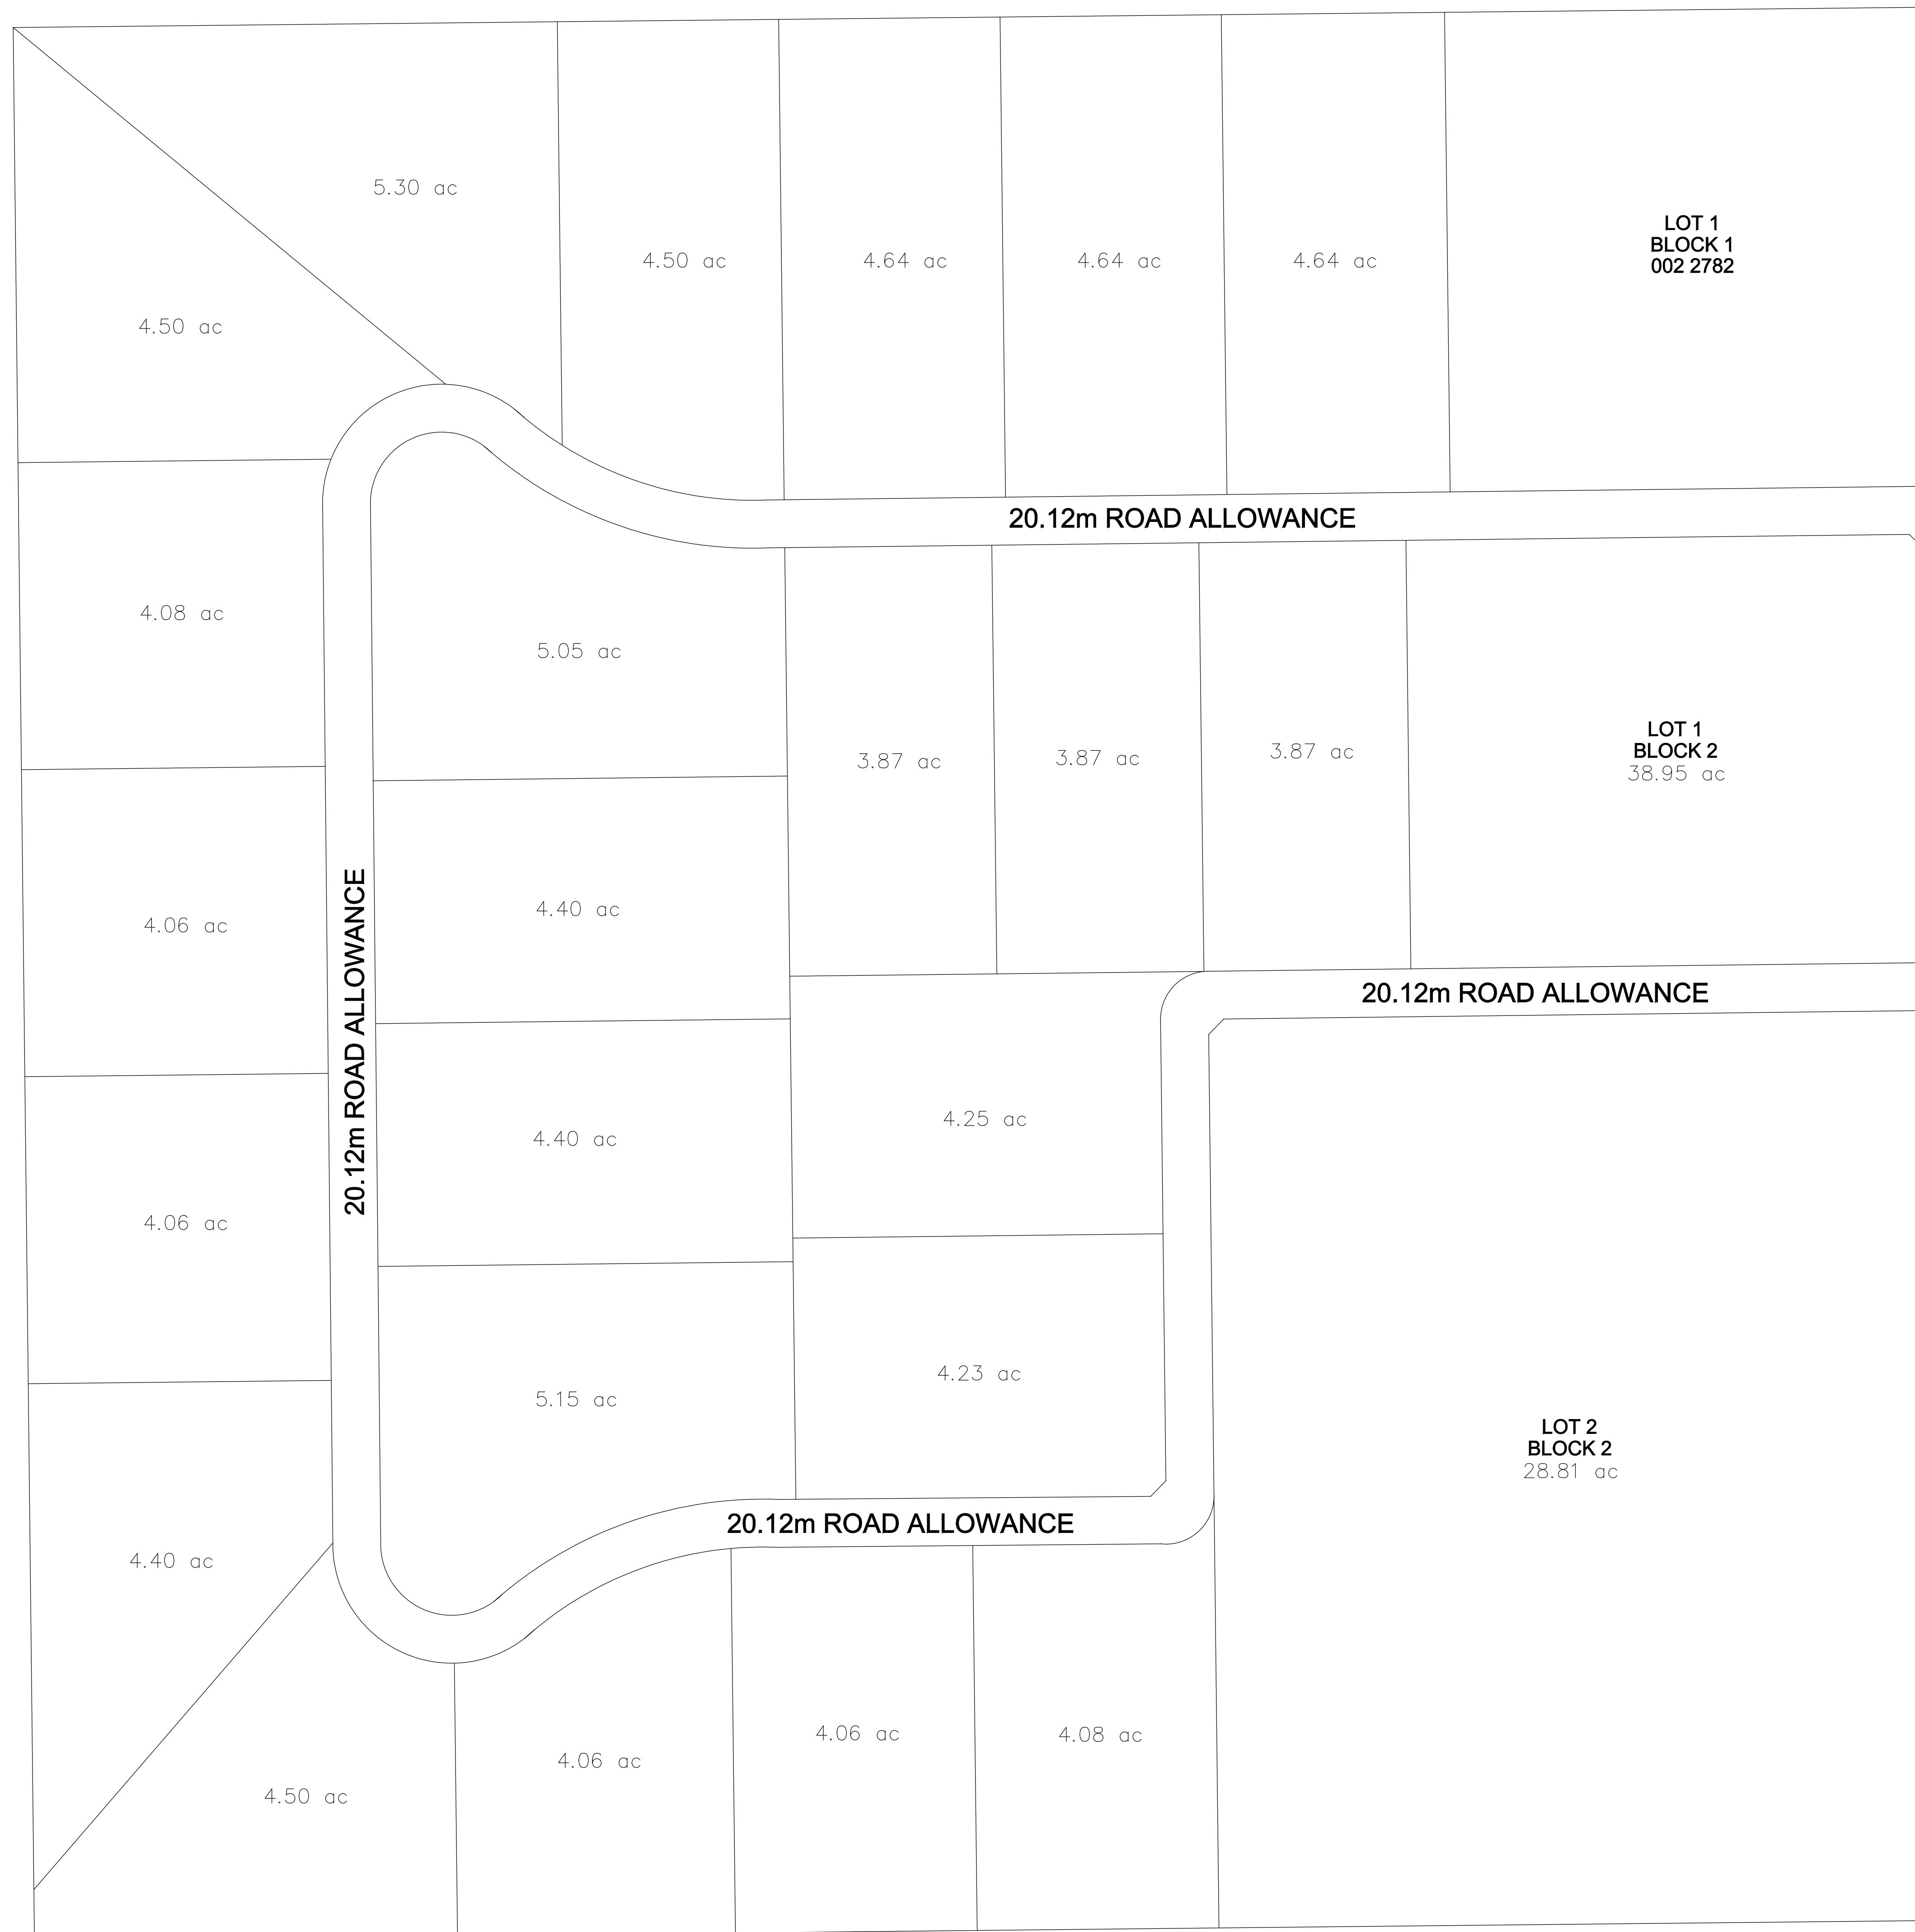 5.30 ac
4.50 ac
4.64 ac
4.64 ac
4.64 ac
LOT 1
BLOCK 1
002 2782
4.50 ac
20.12m ROAD ALLOWANCE
4.08 ac
5.05 ac
3.87 ac
3.87 ac
3.87 ac
LOT 1
BLOCK 2
38.95 ac
4.06 ac
20.12m ROAD ALLOWANCE
4.40 ac
20.12m ROAD ALLOWANCE
4.40 ac
4.25 ac
4.06 ac
5.15 ac
4.23 ac
LOT 2
BLOCK 2
28.81 ac
20.12m ROAD ALLOWANCE
4.40 ac
4.50 ac
4.06 ac
4.06 ac
4.08 ac